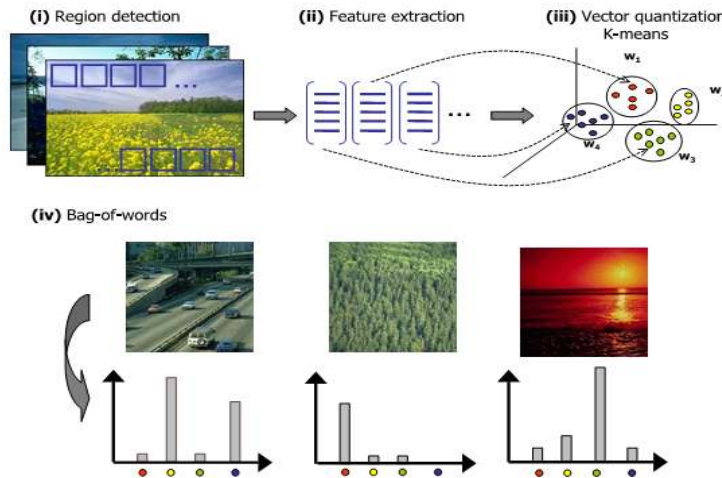 (i) Region detection
(ii) Feature extraction
(iii) Vector quantization
K-means
w1
w
w4
w3
...
...
(iv) Bag-of-words